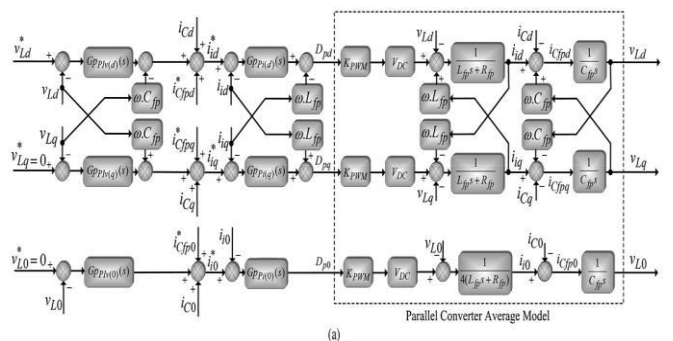 v*Ld
+
−
vLd
GpPIv(d)(s)
+
−
iCd
+
+
+
i*id
i*Cfpd
+
−
iid
GpPi(d)(s)
+
−
Dpd
KPWM
VDC
vLd
−
+
−
1
Lfps+Rfp
iid
iCd
−
+
+
iCfpd
1
Cfps
vLd
ω.Cfp
ω.Lfp
ω.Lfp
ω.Cfp
ω.Cfp
ω.Lfp
ω.Lfp
ω.Cfp
vLq
v*Lq=0
+
−
GpPIv(q)(s)
+
+
i*Cfpq
i*iq
+
+
+
iCq
iiq
−
+
GpPi(q)(s)
+
+
Dpq
KPWM
VDC
+
+
−
vLq
1
Lfps+Rfp
iiq
+
−
−
iCq
iCfpq
1
Cfps
vLq
v*L0=0
+
−
vL0
GpPIv(0)(s)
+
+
+
i*Cfp0
i*i0
iC0
ii0
−
+
GpPi(0)(s)
Dp0
KPWM
VDC
vL0
−
+
1
4(Lfps+Rfp)
ii0
iC0
−
+
iCfp0
1
Cfps
vL0
Parallel Converter Average Model
(a)